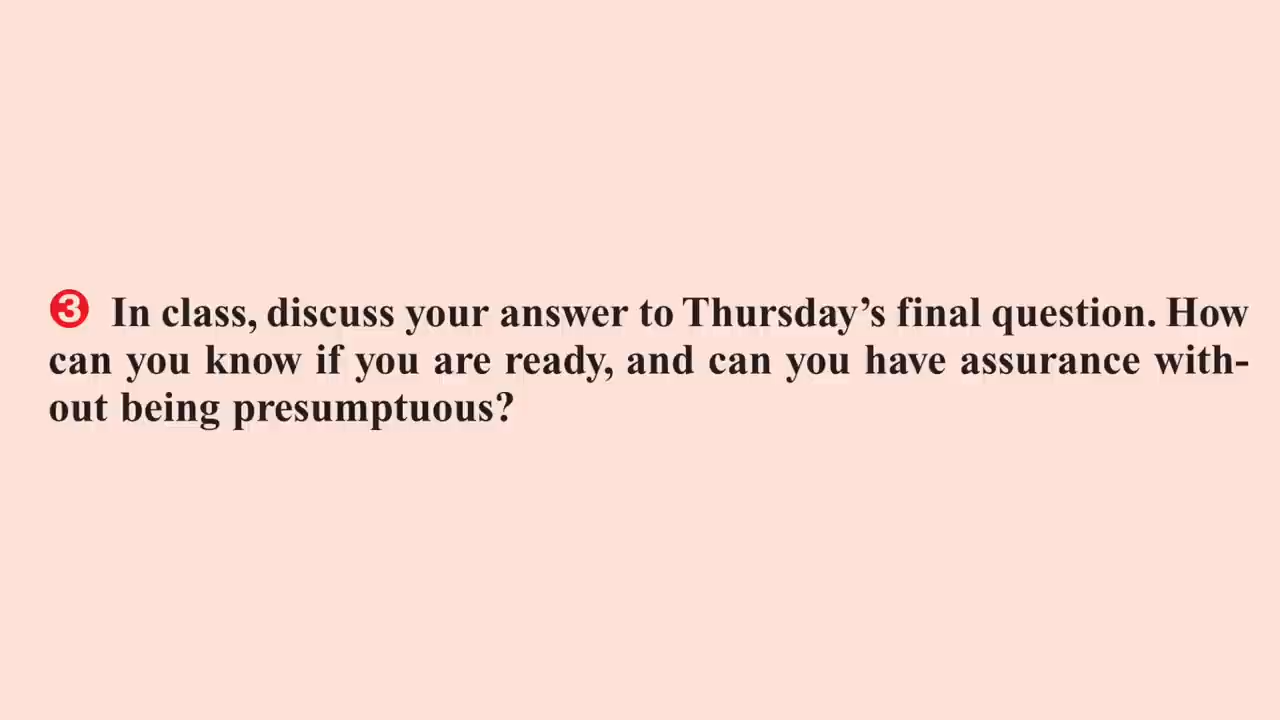 ❸ In class, discuss your answer to Thursday’s final question. How
can you know if you are ready, and can you have assurance with-
out being presumptuous?